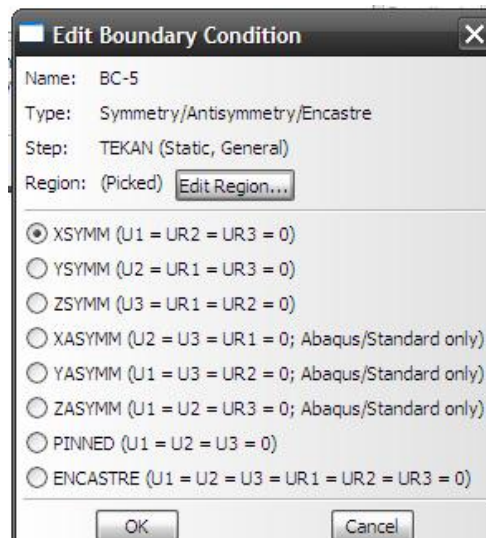 Edit Boundary Condition
Name: BC-5
Type: Symmetry/Antisymmetry/Encastre
Step: TEKAN (Static, General)
Region: (Picked) Edit Region...
XSYMM (U1 = UR2 = UR3 = 0)
YSYMM (U2 = UR1 = UR3 = 0)
ZSYMM (U3 = UR1 = UR2 = 0)
XASYMM (U2 = U3 = UR1 = 0; Abaqus/Standard only)
YASYMM (U1 = U3 = UR2 = 0; Abaqus/Standard only)
ZASYMM (U1 = U2 = UR3 = 0; Abaqus/Standard only)
PINNED (U1 = U2 = U3 = 0)
ENCASTRE (U1 = U2 = U3 = UR1 = UR2 = UR3 = 0)
OK Cancel